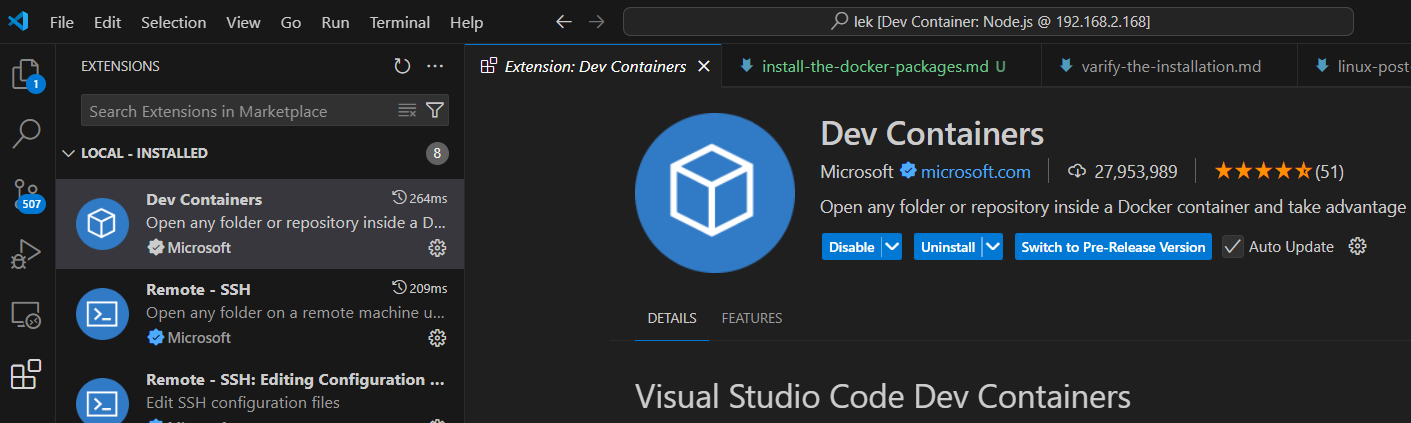 File Edit Selection View Go Run Terminal Help
lek [Dev Container: Node.js @ 192.168.2.168]
EXTENSIONS
Extension: Dev Containers
install-the-docker-packages.md U
varify-the-installation.md
linux-post
1
Search Extensions in Marketplace
LOCAL - INSTALLED 8
507
Dev Containers 264ms
Open any folder or repository inside a D...
Microsoft
Remote - SSH 209ms
Open any folder on a remote machine u...
Microsoft
Remote - SSH: Editing Configuration ...
Edit SSH configuration files
Dev Containers
Microsoft microsoft.com 27,953,989 (51)
Open any folder or repository inside a Docker container and take advantage
Disable Uninstall Switch to Pre-Release Version Auto Update
DETAILS FEATURES
Visual Studio Code Dev Containers